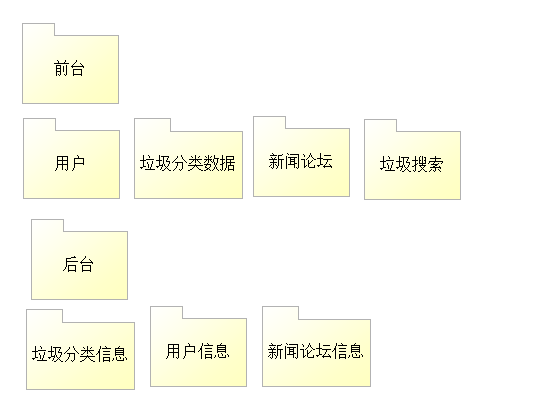 前台
用户
垃圾分类数据
新闻论坛
垃圾搜索
后台
垃圾分类信息
用户信息
新闻论坛信息